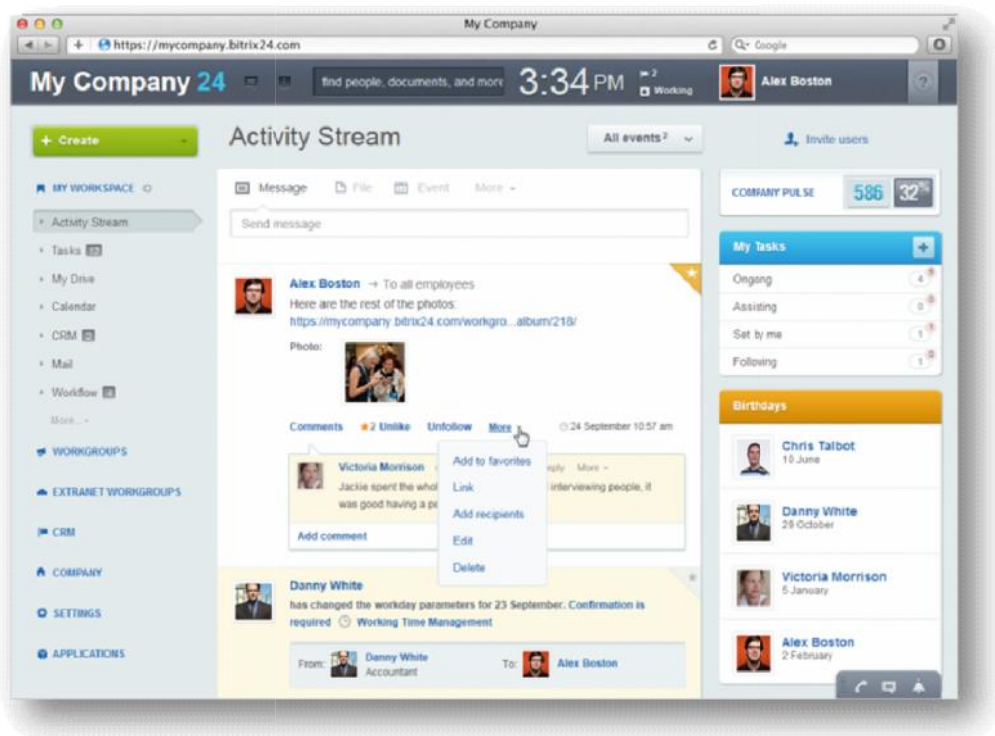 My Company
https://mycompany.bitrix24.com
Google
My Company 24
find people, documents, and more
3:34 PM
2
Working
Alex Boston
?
+ Create
Activity Stream
All events 2
Invite users
MY WORKSPACE
Activity Stream
Tasks
My Drive
Calendar
CRM
Mail
Workflow
More...
WORKGROUPS
EXTRANET WORKGROUPS
CRM
COMPANY
SETTINGS
APPLICATIONS
Message File Event More
Send message
Alex Boston → To all employees
Here are the rest of the photos:
https://mycompany.bitrix24.com/workgro...album/218/
Photo:
Comments 2 Unlike Unfollow More 24 September 10:57 am
Add to favorites
Link
Add recipients
Edit
Delete
Victoria Morrison More
Jackie spent the interviewing people, it
was good having a
Add comment
Danny White
has changed the workday parameters for 23 September. Confirmation is
required Working Time Management
From: Danny White
Accountant
To: Alex Boston
COMPANY PULSE 586 32%
My Tasks +
Ongong 4
Assisting 0
Set by me 1
Following 1
Birthdays
Chris Talbot
10 June
Danny White
29 October
Victoria Morrison
5 January
Alex Boston
2 February